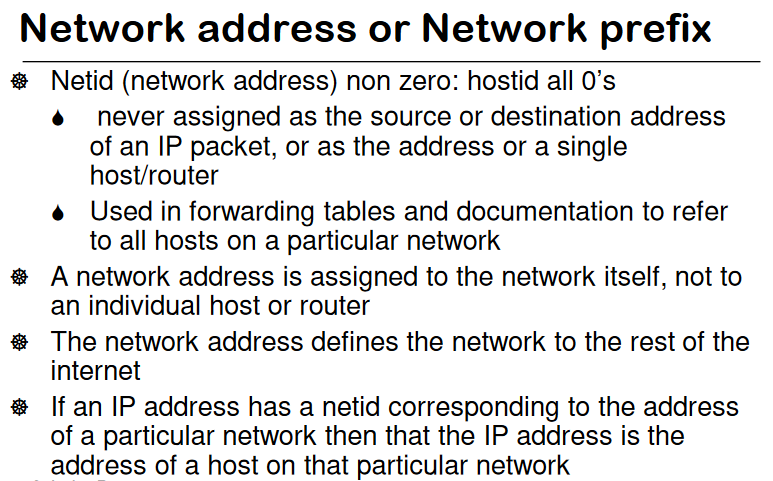 Network address or Network prefix
Netid (network address) non zero: hostid all 0's
never assigned as the source or destination address
of an IP packet, or as the address or a single
host/router
Used in forwarding tables and documentation to refer
to all hosts on a particular network
A network address is assigned to the network itself, not to
an individual host or router
The network address defines the network to the rest of the
internet
If an IP address has a netid corresponding to the address
of a particular network then that the IP address is the
address of a host on that particular network